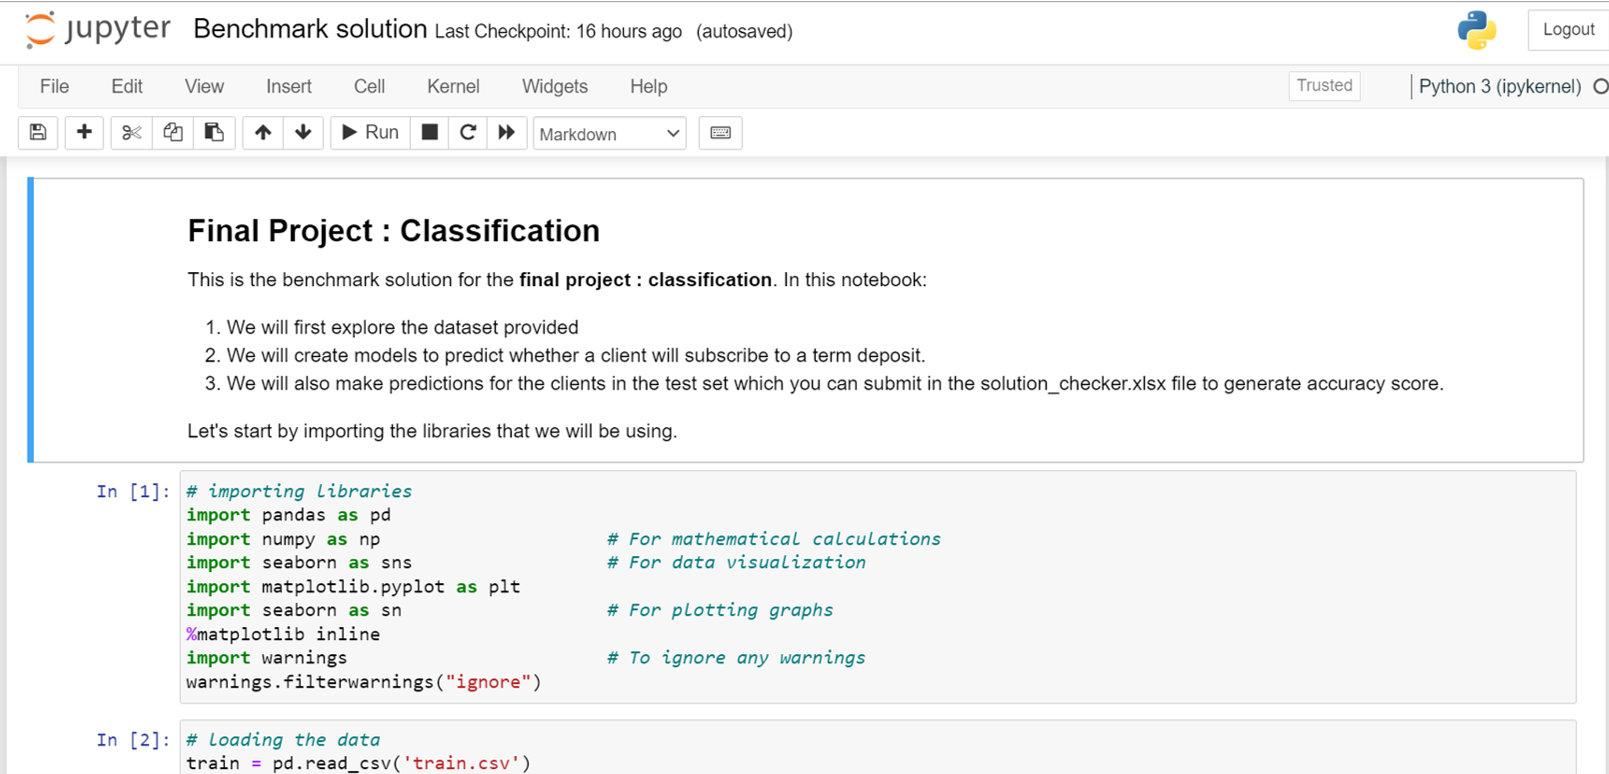 jupyter Benchmark solution Last Checkpoint: 16 hours ago (autosaved) Logout
File Edit View Insert Cell Kernel Widgets Help Trusted Python 3 (ipykernel)
Run Markdown
Final Project : Classification
This is the benchmark solution for the final project : classification. In this notebook:
1. We will first explore the dataset provided
2. We will create models to predict whether a client will subscribe to a term deposit.
3. We will also make predictions for the clients in the test set which you can submit in the solution_checker.xlsx file to generate accuracy score.
Let's start by importing the libraries that we will be using.
In [1]: # importing libraries
import pandas as pd
import numpy as np # For mathematical calculations
import seaborn as sns # For data visualization
import matplotlib.pyplot as plt
import seaborn as sn # For plotting graphs
%matplotlib inline
import warnings # To ignore any warnings
warnings.filterwarnings("ignore")
In [2]: # loading the data
train = pd.read_csv('train.csv')